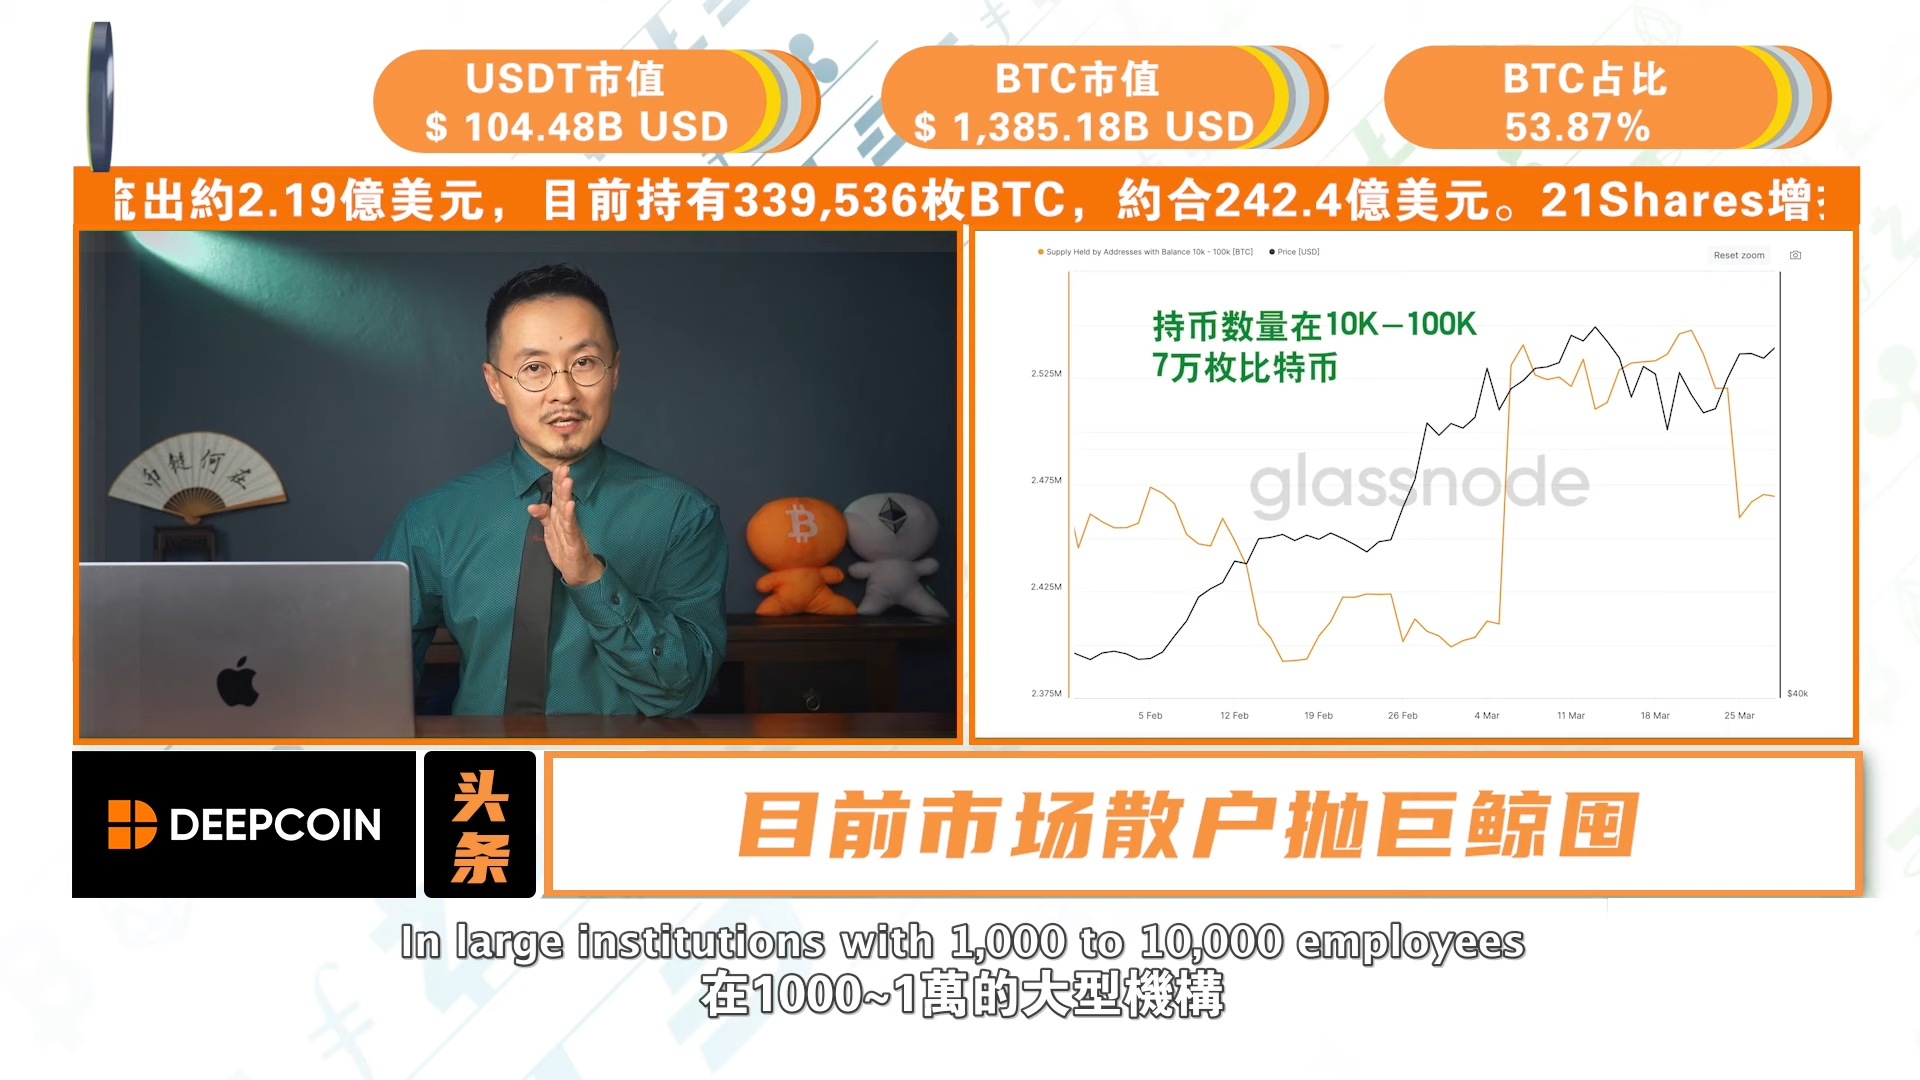 USDT市值
$ 104.48B USD
BTC市值
$ 1,385.18B USD
BTC占比
53.87%
流出約2.19億美元，目前持有339,536枚BTC，約合242.4億美元。21Shares增
币链何在
Supply Held by Addresses with Balance 10k - 100k [BTC]
Price [USD]
Reset zoom
持币数量在10K—100K
7万枚比特币
2.525M
2.475M
2.425M
2.375M
$40k
glassnode
5 Feb
12 Feb
19 Feb
26 Feb
4 Mar
11 Mar
18 Mar
25 Mar
DEEPCOIN
头条
目前市场散户抛巨鲸囤
In large institutions with 1,000 to 10,000 employees
在1000~1萬的大型機構